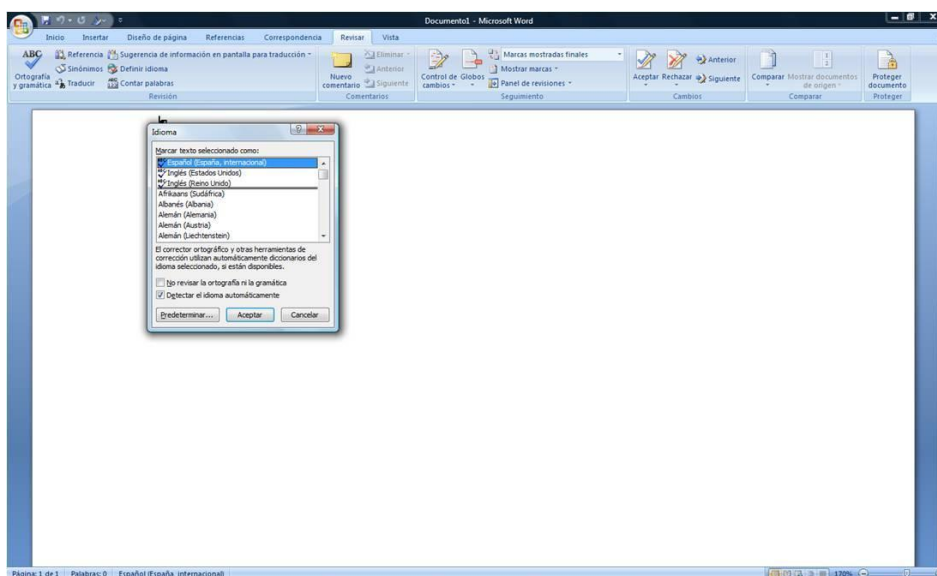 Documento1 - Microsoft Word
Inicio Insertar Diseño de página Referencias Correspondencia Revisar Vista
ABC Ortografía y gramática
Referencia
Sinónimos
Traducir
Sugerencia de información en pantalla para traducción
Definir idioma
Contar palabras
Revisión
Nuevo comentario
Eliminar
Anterior
Siguiente
Comentarios
Control de cambios
Globos
Marcas mostradas finales
Mostrar marcas
Panel de revisiones
Seguimiento
Aceptar Rechazar
Anterior
Siguiente
Cambios
Comparar
Mostrar documentos de origen
Comparar
Proteger documento
Proteger
Idioma
Marcar texto seleccionado como:
Español (España, internacional)
Inglés (Estados Unidos)
Inglés (Reino Unido)
Afrikaans (Sudáfrica)
Albanés (Albania)
Alemán (Alemania)
Alemán (Austria)
Alemán (Liechtenstein)
El corrector ortográfico y otras herramientas de
corrección utilizan automáticamente diccionarios del
idioma seleccionado, si están disponibles.
No revisar la ortografía ni la gramática
Detectar el idioma automáticamente
Predeterminar... Aceptar Cancelar
Página: 1 de 1 Palabras: 0 Español (España, internacional) 170%